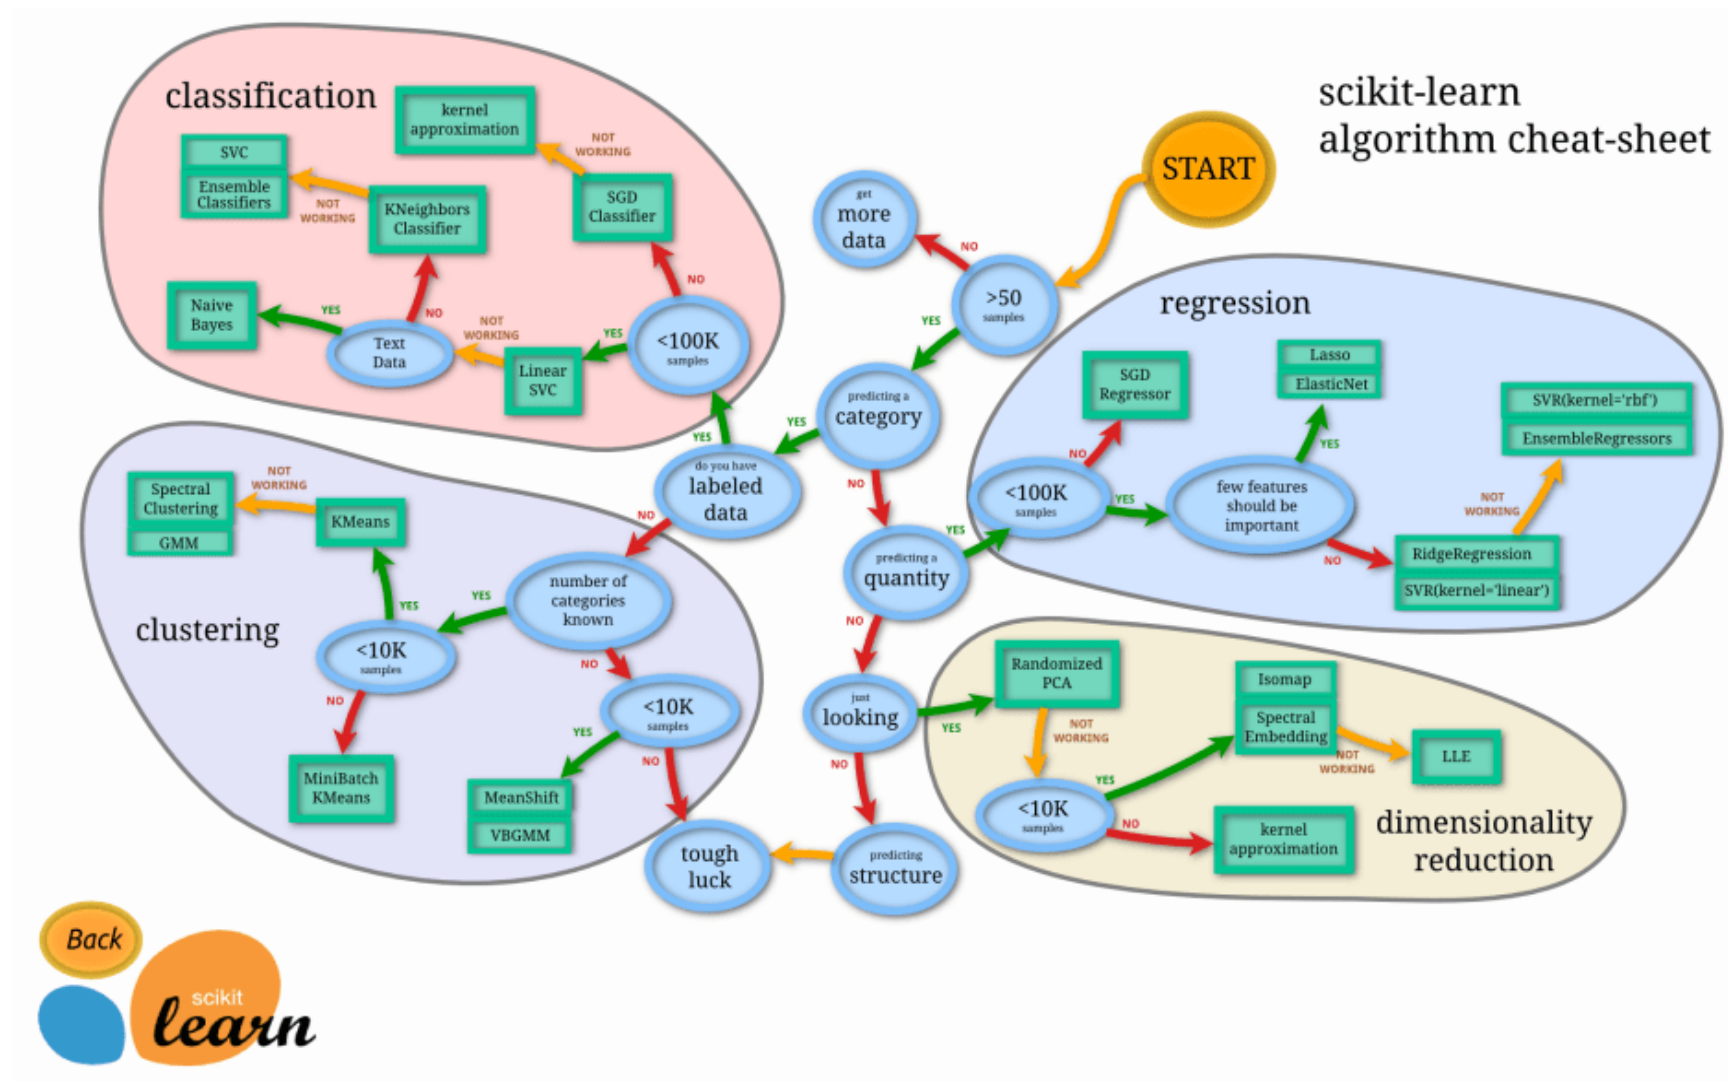 scikit-learn
algorithm cheat-sheet
START
classification
kernel
approximation
NOT
WORKING
SVC
Ensemble
Classifiers
NOT
WORKING
KNeighbors
Classifier
SGD
Classifier
NO
Naive
Bayes
YES
NO
Text
Data
NOT
WORKING
Linear
SVC
YES
<100K
samples
get
more
data
NO
>50
samples
YES
predicting a
category
YES
NO
YES
do you have
labeled
data
NO
predicting a
quantity
YES
NO
just
looking
YES
NO
predicting
structure
tough
luck
regression
SGD
Regressor
NO
Lasso
ElasticNet
YES
SVR(kernel='rbf')
EnsembleRegressors
<100K
samples
YES
few features
should be
important
NOT
WORKING
NO
RidgeRegression
SVR(kernel='linear')
clustering
Spectral
Clustering
GMM
NOT
WORKING
KMeans
YES
number of
categories
known
YES
NO
<10K
samples
NO
MiniBatch
KMeans
<10K
samples
YES
NO
MeanShift
VBGMM
dimensionality
reduction
Randomized
PCA
NOT
WORKING
<10K
samples
YES
NO
Isomap
Spectral
Embedding
NOT
WORKING
LLE
kernel
approximation
Back
scikit
learn